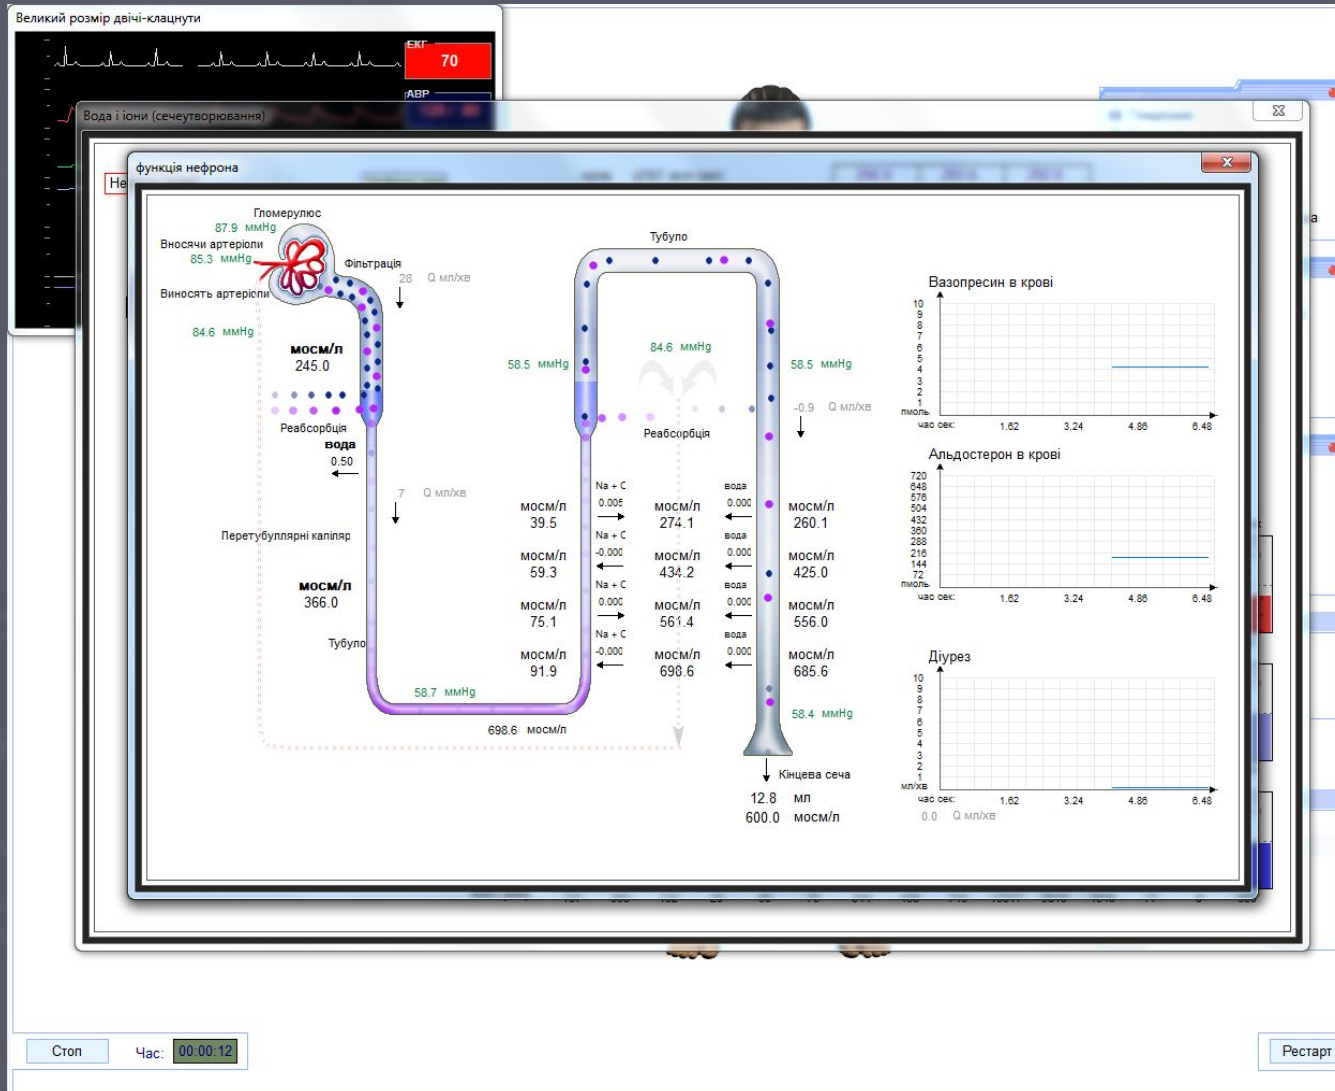 Великий розмір двічі-клацнути
ЕКГ
70
АВР
Вода і іони (сечеутворювання)
функція нефрона
Не
Гломерулюс
87.9 ммHg
Вносячи артеріоли
85.3 ммHg
Фільтрація
28 Q мл/хв
Виносять артеріоли
84.6 ммHg
мосм/л
245.0
Реабсорбція
вода
0.50
7 Q мл/хв
Перетубуллярні капіляр
мосм/л
366.0
Тубуло
58.7 ммHg
698.6 мосм/л
Тубуло
58.5 ммHg
84.6 ммHg
58.5 ммHg
-0.9 Q мл/хв
Реабсорбція
Na + C
вода
мосм/л
0.005
мосм/л
0.000
мосм/л
39.5
274.1
260.1
Na + C
вода
мосм/л
-0.000
мосм/л
0.000
мосм/л
59.3
434.2
425.0
Na + C
вода
мосм/л
0.000
мосм/л
0.000
мосм/л
75.1
561.4
556.0
Na + C
вода
мосм/л
-0.000
мосм/л
0.000
мосм/л
91.9
698.6
685.6
58.4 ммHg
Кінцева сеча
12.8 мл
600.0 мосм/л
Вазопресин в крові
10
9
8
7
6
5
4
3
2
1
пмоль
час сек: 1.62 3.24 4.86 6.48
Альдостерон в крові
720
648
576
504
432
360
288
216
144
72
пмоль
час сек: 1.62 3.24 4.86 6.48
Діурез
10
9
8
7
6
5
4
3
2
1
мл/хв
час сек: 1.62 3.24 4.86 6.48
0.0 Q мл/хв
а
Стоп
Час: 00:00:12
Рестарт